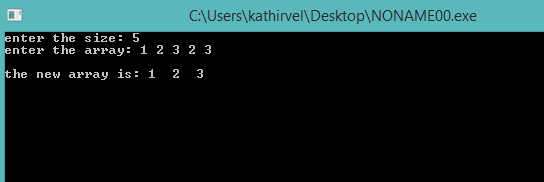 C:\Users\kathirvel\Desktop\NONAME00.exe
enter the size: 5
enter the array: 1 2 3 2 3
the new array is: 1  2  3